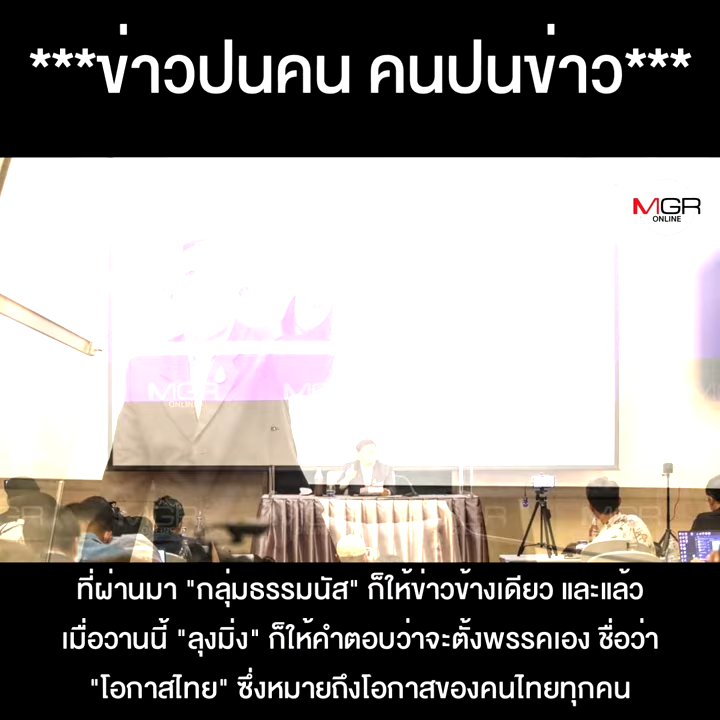 ***ข่าวปนคน คนปนข่าว***
MGR
ONLINE
MGR
ONLINE
MGR
MGR
MGR
MGR
ที่ผ่านมา "กลุ่มธรรมนัส" ก็ให้ข่าวข้างเดียว และแล้ว
เมื่อวานนี้ "ลุงมิ่ง" ก็ให้คำตอบว่าจะตั้งพรรคเอง ชื่อว่า
"โอกาสไทย" ซึ่งหมายถึงโอกาสของคนไทยทุกคน